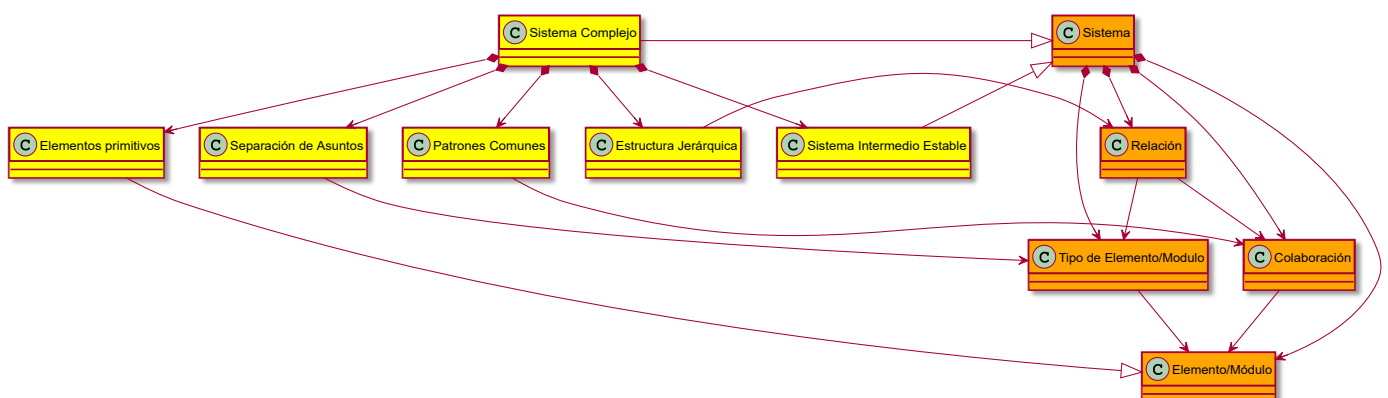 C Sistema Complejo
C Sistema
C Elementos primitivos
C Separación de Asuntos
C Patrones Comunes
C Estructura Jerárquica
C Sistema Intermedio Estable
C Relación
C Tipo de Elemento/Modulo
C Colaboración
C Elemento/Módulo